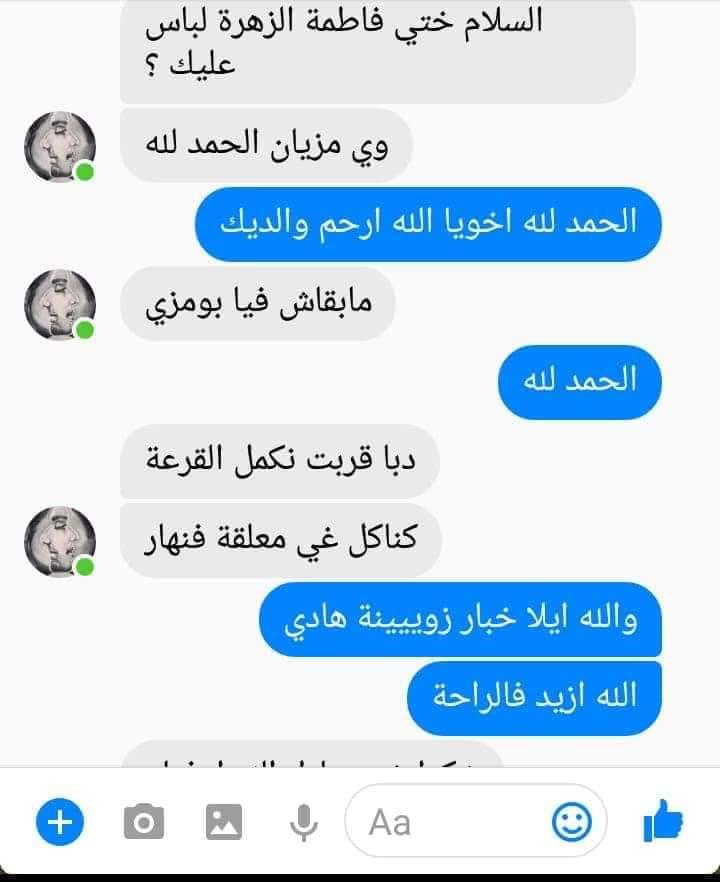 السلام ختي فاطمة الزهرة لباس
عليك ؟
وي مزيان الحمد لله
الحمد لله اخويا الله ارحم والديك
مابقاش فيا بومزي
الحمد لله
دبا قربت نكمل القرعة
كناكل غي معلقة فنهار
والله ايلا خبار زوييينة هادي
الله ازيد فالراحة
Aa